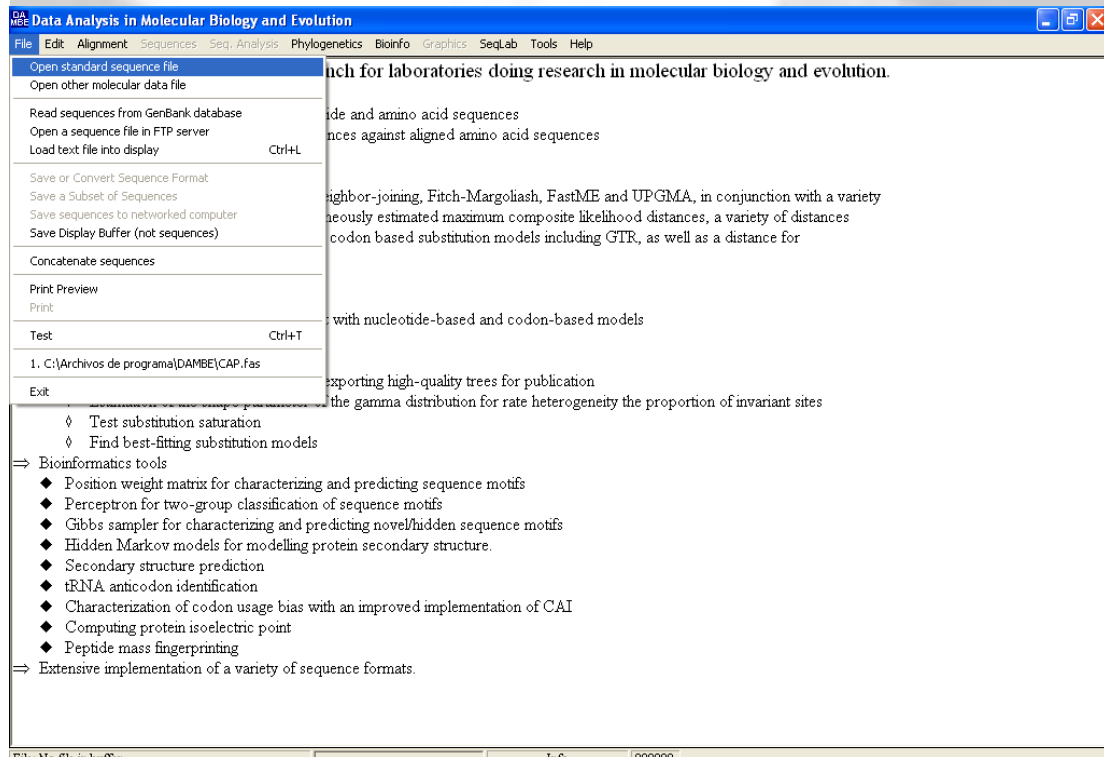 DAMBE Data Analysis in Molecular Biology and Evolution
File Edit Alignment Sequences Seq. Analysis Phylogenetics Bioinfo Graphics SeqLab Tools Help
Open standard sequence file
Open other molecular data file
Read sequences from GenBank database
Open a sequence file in FTP server
Load text file into display Ctrl+L
Save or Convert Sequence Format
Save a Subset of Sequences
Save sequences to networked computer
Save Display Buffer (not sequences)
Concatenate sequences
Print Preview
Print
Test Ctrl+T
1. C:\Archivos de programa\DAMBE\CAP.fas
Exit
nch for laboratories doing research in molecular biology and evolution.
ide and amino acid sequences
nces against aligned amino acid sequences
eighbor-joining, Fitch-Margoliash, FastME and UPGMA, in conjunction with a variety
neously estimated maximum composite likelihood distances, a variety of distances
codon based substitution models including GTR, as well as a distance for
t with nucleotide-based and codon-based models
exporting high-quality trees for publication
◊ Estimation of the shape parameter of the gamma distribution for rate heterogeneity the proportion of invariant sites
◊ Test substitution saturation
◊ Find best-fitting substitution models
⇒ Bioinformatics tools
◆ Position weight matrix for characterizing and predicting sequence motifs
◆ Perceptron for two-group classification of sequence motifs
◆ Gibbs sampler for characterizing and predicting novel/hidden sequence motifs
◆ Hidden Markov models for modelling protein secondary structure.
◆ Secondary structure prediction
◆ tRNA anticodon identification
◆ Characterization of codon usage bias with an improved implementation of CAI
◆ Computing protein isoelectric point
◆ Peptide mass fingerprinting
⇒ Extensive implementation of a variety of sequence formats.